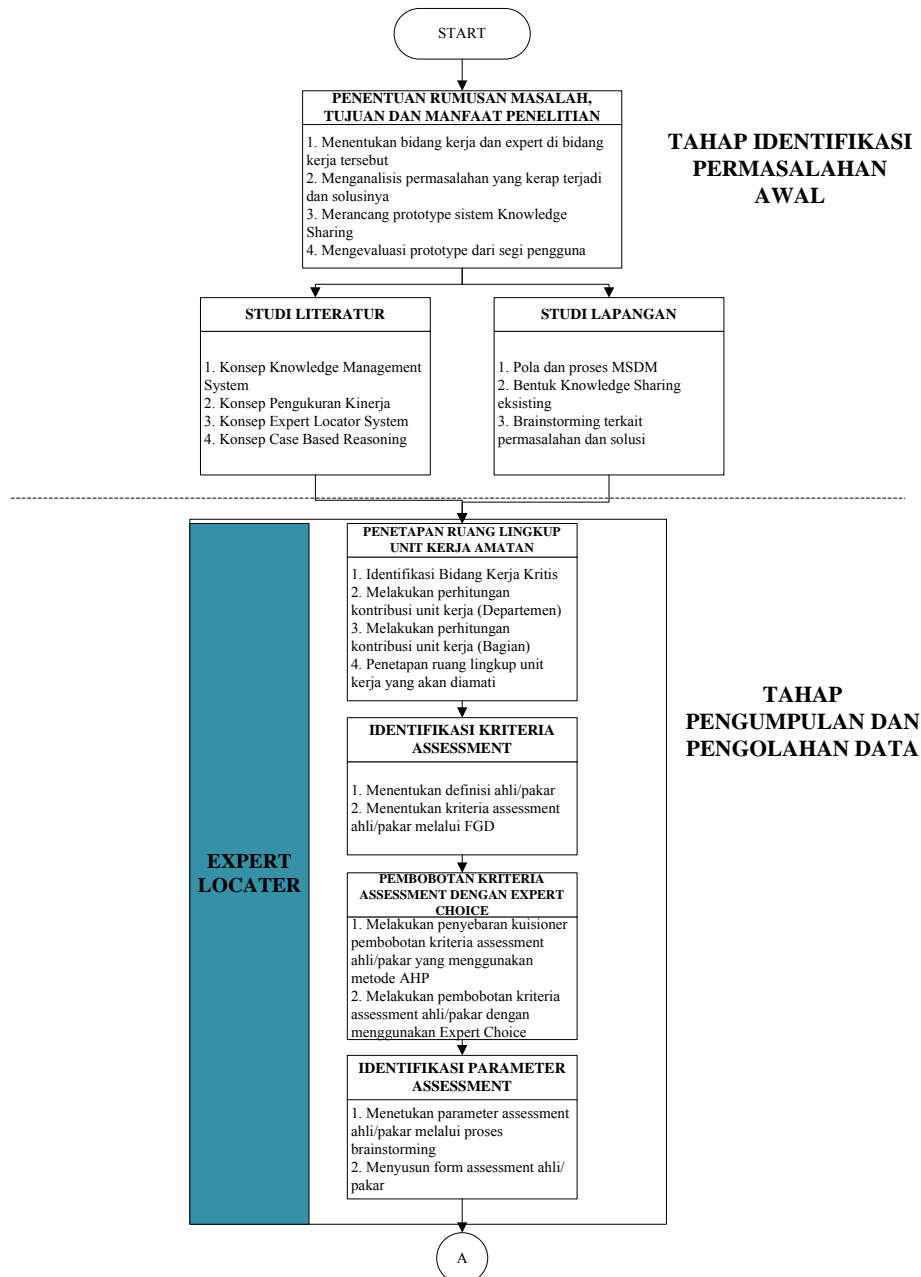 START
PENENTUAN RUMUSAN MASALAH,
TUJUAN DAN MANFAAT PENELITIAN
1. Menentukan bidang kerja dan expert di bidang
kerja tersebut
2. Menganalisis permasalahan yang kerap terjadi
dan solusinya
3. Merancang prototype sistem Knowledge
Sharing
4. Mengevaluasi prototype dari segi pengguna
TAHAP IDENTIFIKASI
PERMASALAHAN
AWAL
STUDI LITERATUR
1. Konsep Knowledge Management
System
2. Konsep Pengukuran Kinerja
3. Konsep Expert Locator System
4. Konsep Case Based Reasoning
STUDI LAPANGAN
1. Pola dan proses MSDM
2. Bentuk Knowledge Sharing
eksisting
3. Brainstorming terkait
permasalahan dan solusi
EXPERT
LOCATER
PENETAPAN RUANG LINGKUP
UNIT KERJA AMATAN
1. Identifikasi Bidang Kerja Kritis
2. Melakukan perhitungan
kontribusi unit kerja (Departemen)
3. Melakukan perhitungan
kontribusi unit kerja (Bagian)
4. Penetapan ruang lingkup unit
kerja yang akan diamati
TAHAP
PENGUMPULAN DAN
PENGOLAHAN DATA
IDENTIFIKASI KRITERIA
ASSESSMENT
1. Menentukan definisi ahli/pakar
2. Menentukan kriteria assessment
ahli/pakar melalui FGD
PEMBOBOTAN KRITERIA
ASSESSMENT DENGAN EXPERT
CHOICE
1. Melakukan penyebaran kuisioner
pembobotan kriteria assessment
ahli/pakar yang menggunakan
metode AHP
2. Melakukan pembobotan kriteria
assessment ahli/pakar dengan
menggunakan Expert Choice
IDENTIFIKASI PARAMETER
ASSESSMENT
1. Menetukan parameter assessment
ahli/pakar melalui proses
brainstorming
2. Menyusun form assessment ahli/
pakar
A